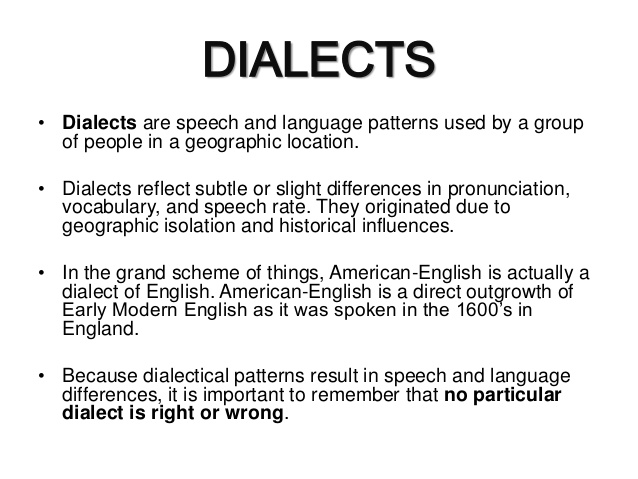 DIALECTS
• Dialects are speech and language patterns used by a group
of people in a geographic location.
• Dialects reflect subtle or slight differences in pronunciation,
vocabulary, and speech rate. They originated due to
geographic isolation and historical influences.
• In the grand scheme of things, American-English is actually a
dialect of English. American-English is a direct outgrowth of
Early Modern English as it was spoken in the 1600's in
England.
• Because dialectical patterns result in speech and language
differences, it is important to remember that no particular
dialect is right or wrong.